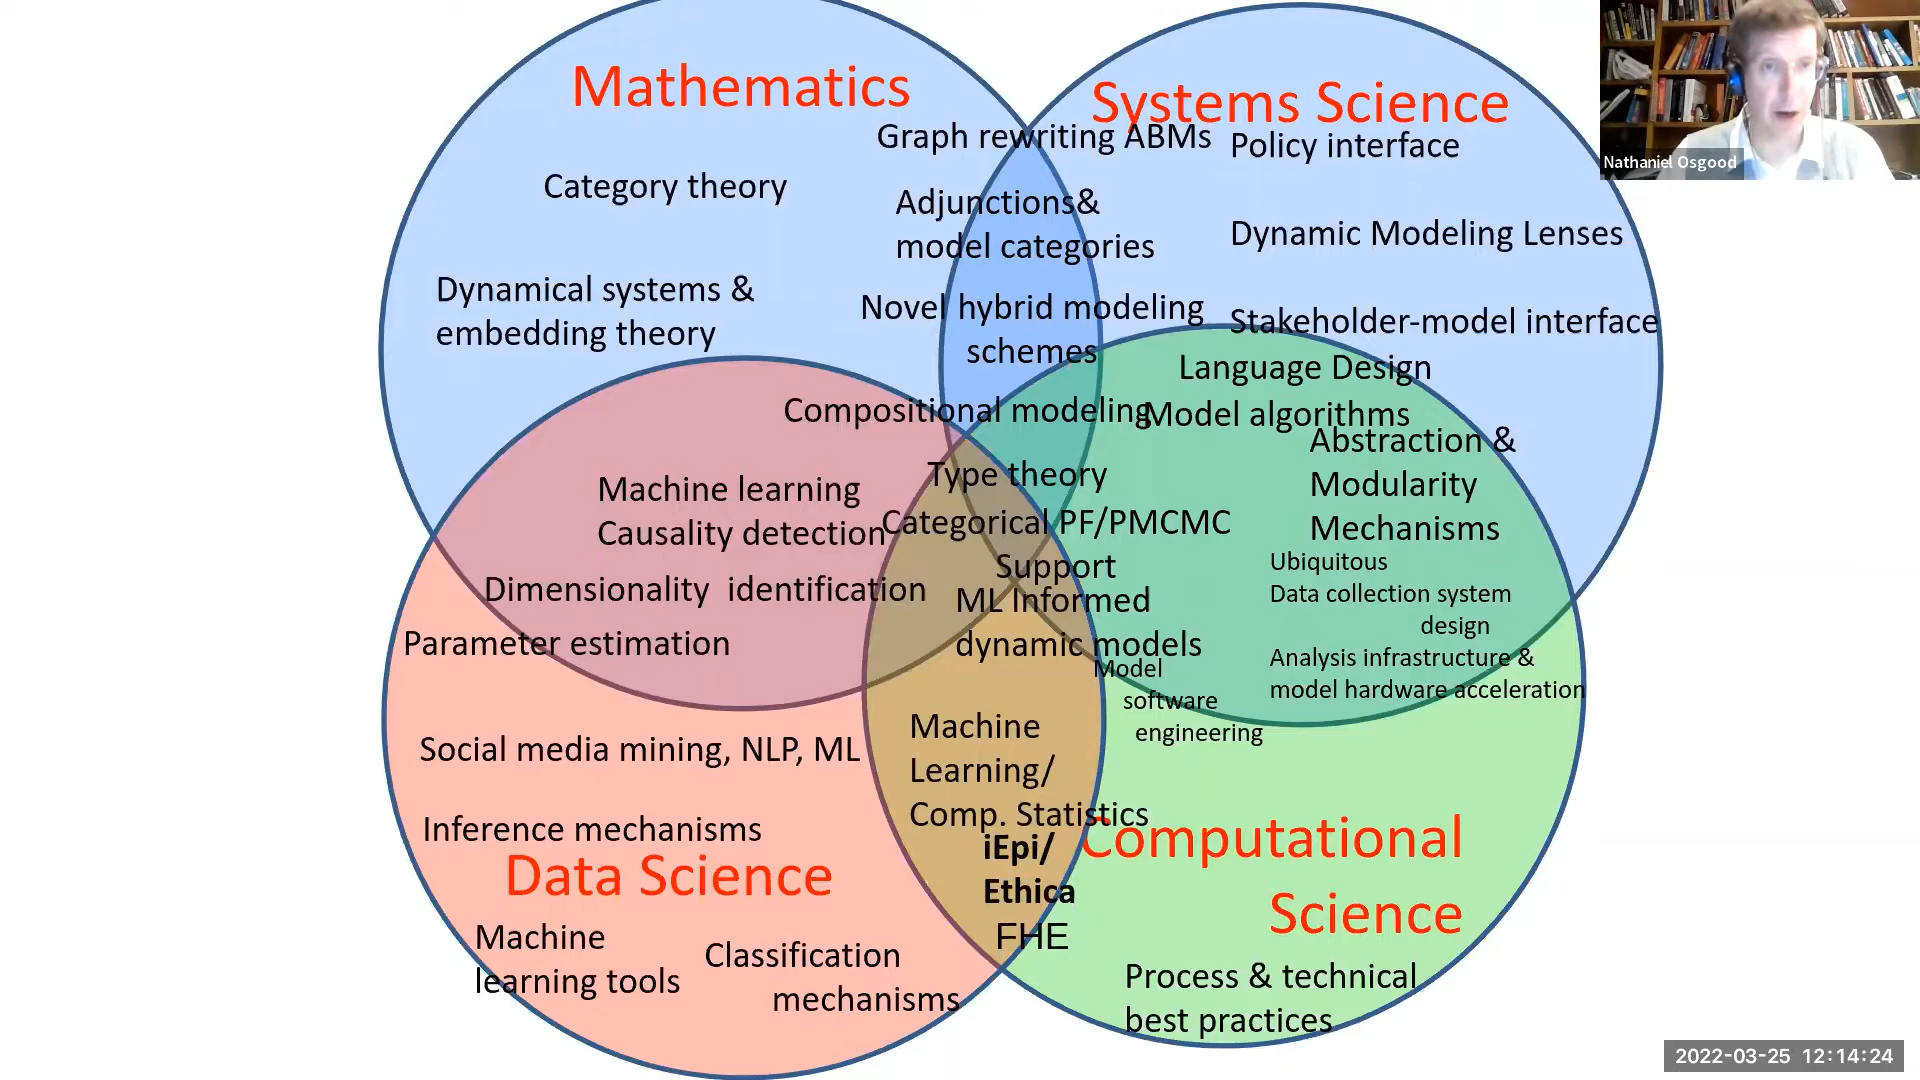 Mathematics
Systems Science
Graph rewriting ABMs
Policy interface
Nathaniel Osgood
Category theory
Adjunctions&
model categories
Dynamic Modeling Lenses
Dynamical systems &
embedding theory
Novel hybrid modeling
schemes
Stakeholder-model interface
Language Design
Compositional modeling
Model algorithms
Abstraction &
Modularity
Mechanisms
Machine learning
Causality detection
Type theory
Categorical PF/PMCMC
Support
Ubiquitous
Data collection system
design
Dimensionality  identification
ML Informed
dynamic models
Parameter estimation
Analysis infrastructure &
model hardware acceleration
Model
software
engineering
Social media mining, NLP, ML
Machine
Learning/
Comp. Statistics
Inference mechanisms
Data Science
iEpi/
Ethica
FHE
Computational
Science
Machine
learning tools
Classification
mechanisms
Process & technical
best practices
2022-03-25 12:14:24